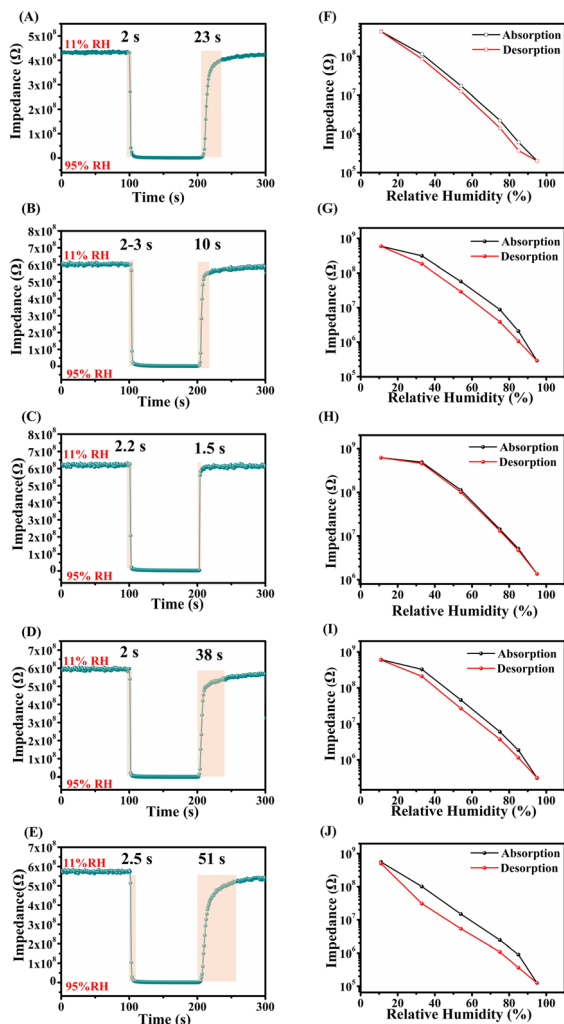 (A)
2 s
23 s
11% RH
95% RH
5x10⁸
4x10⁸
3x10⁸
2x10⁸
1x10⁸
0
Impedance (Ω)
0 100 200 300
Time (s)
(F)
Absorption
Desorption
10⁸
10⁷
10⁶
10⁵
Impedance (Ω)
0 20 40 60 80 100
Relative Humidity (%)
(B)
2-3 s
10 s
11% RH
95% RH
8x10⁸
7x10⁸
6x10⁸
5x10⁸
4x10⁸
3x10⁸
2x10⁸
1x10⁸
0
Impedance (Ω)
0 100 200 300
Time (s)
(G)
Absorption
Desorption
10⁹
10⁸
10⁷
10⁶
10⁵
Impedance (Ω)
0 20 40 60 80 100
Relative Humidity (%)
(C)
2.2 s
1.5 s
11% RH
95% RH
8x10⁸
7x10⁸
6x10⁸
5x10⁸
4x10⁸
3x10⁸
2x10⁸
1x10⁸
0
Impedance(Ω)
0 100 200 300
Time (s)
(H)
Absorption
Desorption
10⁹
10⁸
10⁷
10⁶
Impedance (Ω)
0 20 40 60 80 100
Relative Humidity (%)
(D)
2 s
38 s
11% RH
95% RH
7x10⁸
6x10⁸
5x10⁸
4x10⁸
3x10⁸
2x10⁸
1x10⁸
0
Impedance (Ω)
0 100 200 300
Time (s)
(I)
Absorption
Desorption
10⁹
10⁸
10⁷
10⁶
Impedance (Ω)
0 20 40 60 80 100
Relative Humidity (%)
(E)
2.5 s
51 s
11%RH
95%RH
7x10⁸
6x10⁸
5x10⁸
4x10⁸
3x10⁸
2x10⁸
1x10⁸
0
Impedance(Ω)
0 100 200 300
Time (s)
(J)
Absorption
Desorption
10⁹
10⁸
10⁷
10⁶
10⁵
Impedance (Ω)
0 20 40 60 80 100
Relative Humidity (%)